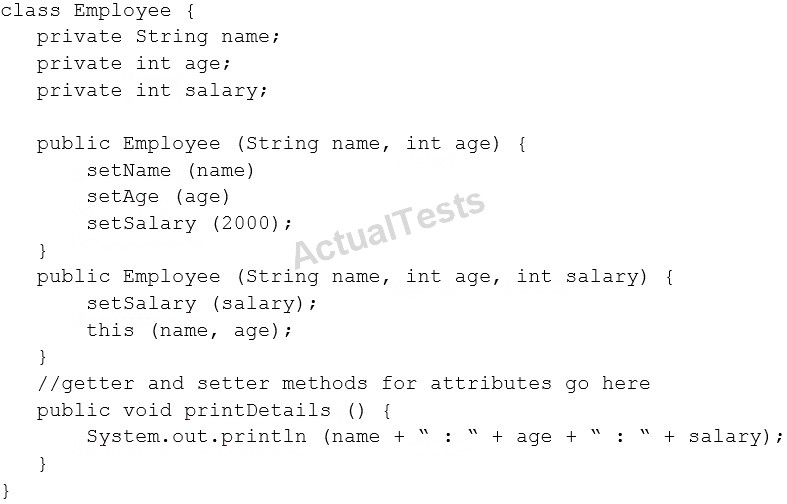 class Employee {
private String name;
private int age;
private int salary;
public Employee (String name, int age) {
setName (name)
setAge (age)
setSalary (2000);
}
public Employee (String name, int age, int salary) {
setSalary (salary);
this (name, age);
}
//getter and setter methods for attributes go here
public void printDetails () {
System.out.println (name + “ : “ + age + “ : “ + salary);
}
}
ActualTests